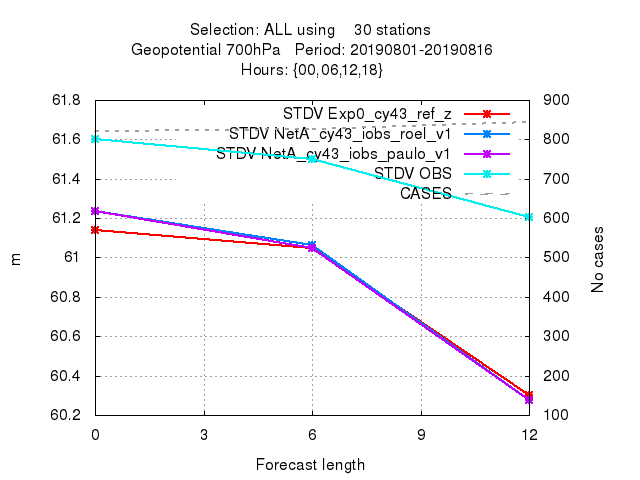 Selection: ALL using 30 stations
Geopotential 700hPa Period: 20190801-20190816
Hours: {00,06,12,18}
61.8 900
STDV Exp0_cy43_ref_z
61.6 800
STDV NetA_cy43_iobs_roel_v1
STDV NetA_cy43_iobs_paulo_v1
61.4 700
STDV OBS
CASES
61.2 600
61 500
60.8 400
60.6 300
60.4 200
60.2 100
m
No cases
0 3 6 9 12
Forecast length